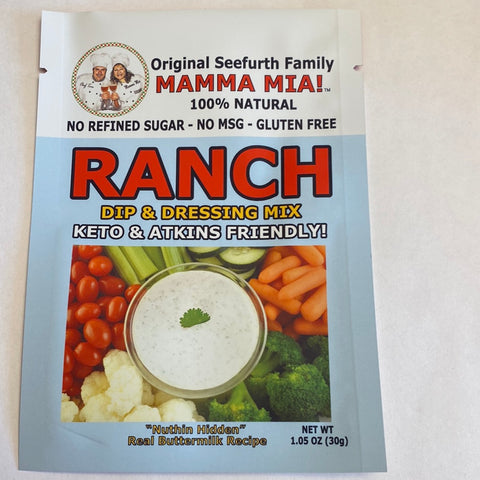 Original Seefurth Family
MAMMA MIA!™
100% NATURAL
NO REFINED SUGAR - NO MSG - GLUTEN FREE
RANCH
DIP & DRESSING MIX
KETO & ATKINS FRIENDLY!
"Nuthin Hidden"
Real Buttermilk Recipe
NET WT
1.05 OZ (30g)